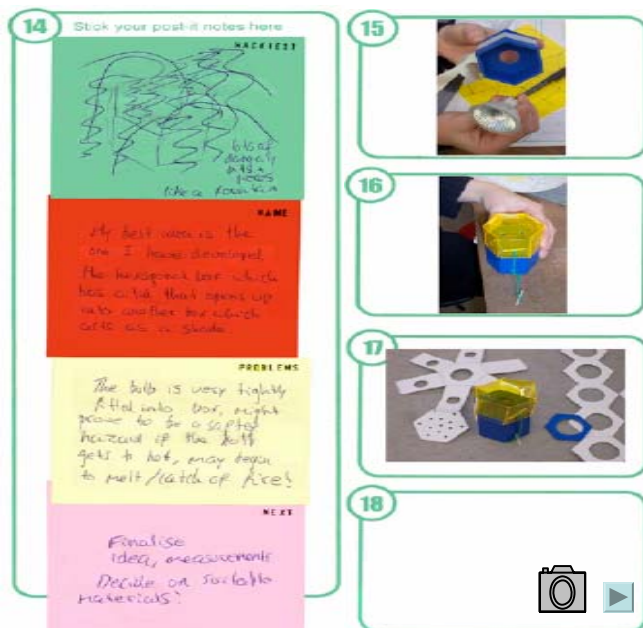 14
Stick your post-it notes here
WACKIEST
bits &
pieces
like a fountain
NAME
My best idea is the
one I have developed
the hexagonal box which
has a lid that opens up
into another box which
acts as a shade.
PROBLEMS
The bulb is very tightly
fitted into box, might
prove to be a safter
hazard if the bulb
gets to hot, may begin
to melt/catch of fire!
NEXT
Finalise
idea, measurements
Decide on suitable
materials!
15
16
17
18